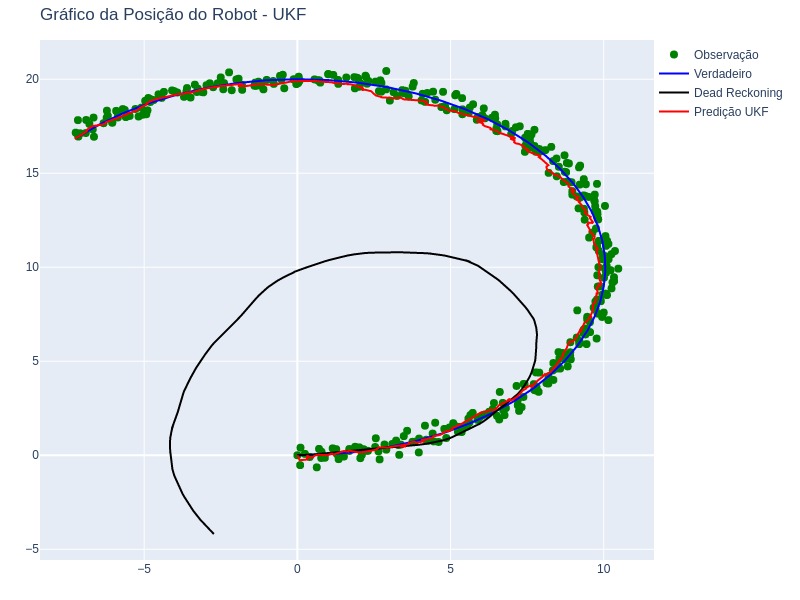 Gráfico da Posição do Robot - UKF
Observação
Verdadeiro
Dead Reckoning
Predição UKF
20
15
10
5
0
−5
−5
0
5
10